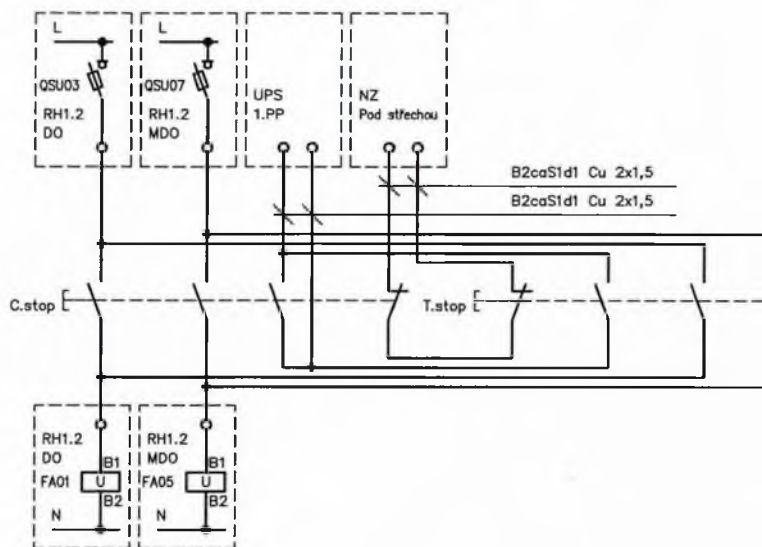 L
L
QSU03
QSU07
RH1.2
DO
RH1.2
MDO
UPS
1.PP
NZ
Pod střechou
B2caS1d1 Cu 2x1,5
B2caS1d1 Cu 2x1,5
C.stop
T.stop
RH1.2
DO
FA01
U
B1
B2
N
RH1.2
MDO
FA05
U
B1
B2
N